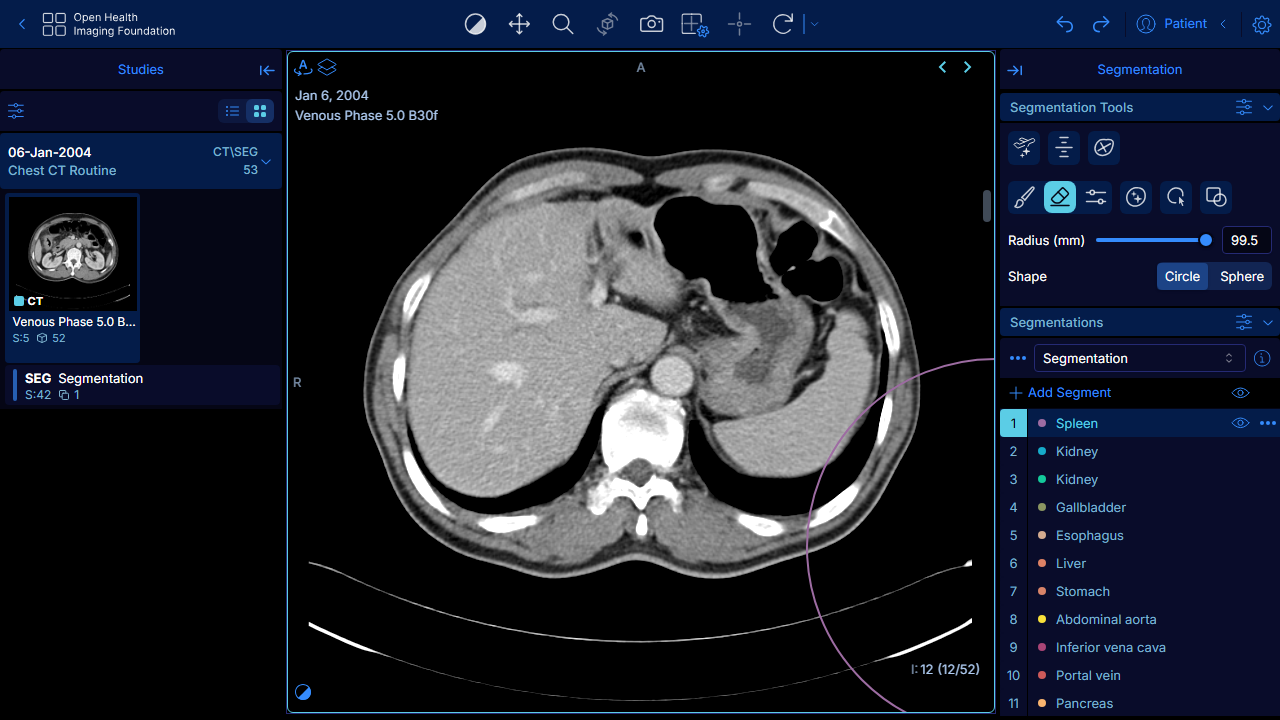 Open Health
Imaging Foundation
Patient
Studies
06-Jan-2004
CT\SEG
Chest CT Routine
53
CT
Venous Phase 5.0 B...
S:5 52
SEG Segmentation
S:42 1
A
A
Jan 6, 2004
Venous Phase 5.0 B30f
R
I: 12 (12/52)
Segmentation
Segmentation Tools
Radius (mm)
99.5
Shape
Circle
Sphere
Segmentations
Segmentation
Add Segment
1 Spleen
2 Kidney
3 Kidney
4 Gallbladder
5 Esophagus
6 Liver
7 Stomach
8 Abdominal aorta
9 Inferior vena cava
10 Portal vein
11 Pancreas